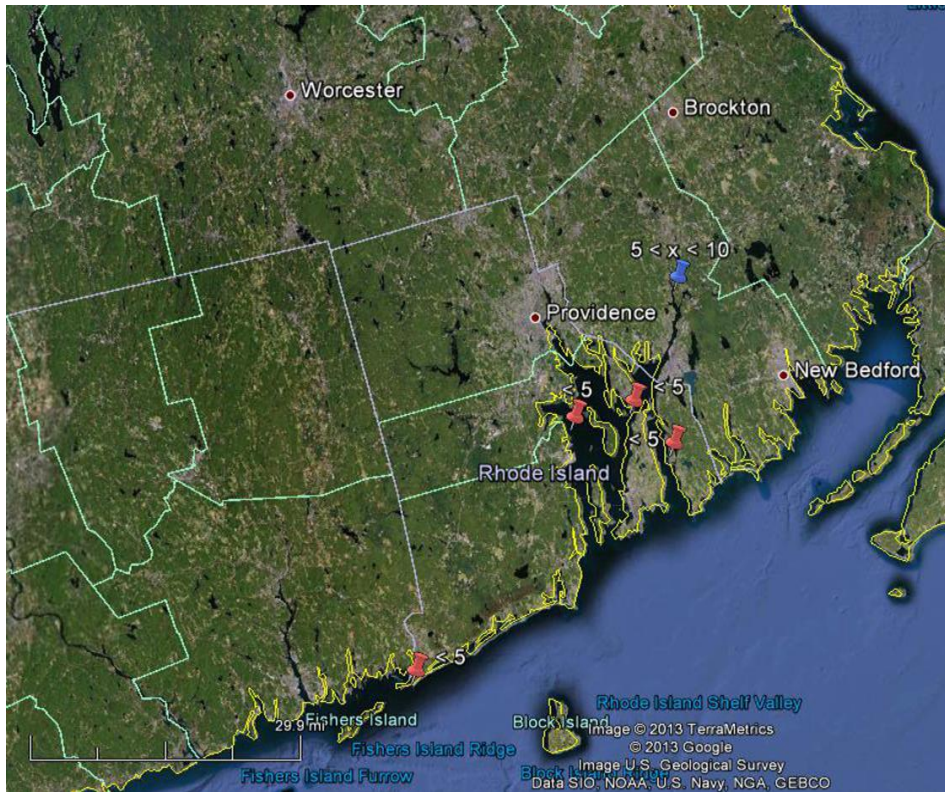 Worcester
Brockton
5 < x < 10
Providence
New Bedford
< 5
< 5
< 5
Rhode Island
< 5
Rhode Island Shelf Valley
29.9 mi
Fishers Island
Block Island
Image © 2013 TerraMetrics
Fishers Island Ridge
© 2013 Google
Image U.S. Geological Survey
Fishers Island Furrow
Block Island
Data SIO, NOAA, U.S. Navy, NGA, GEBCO